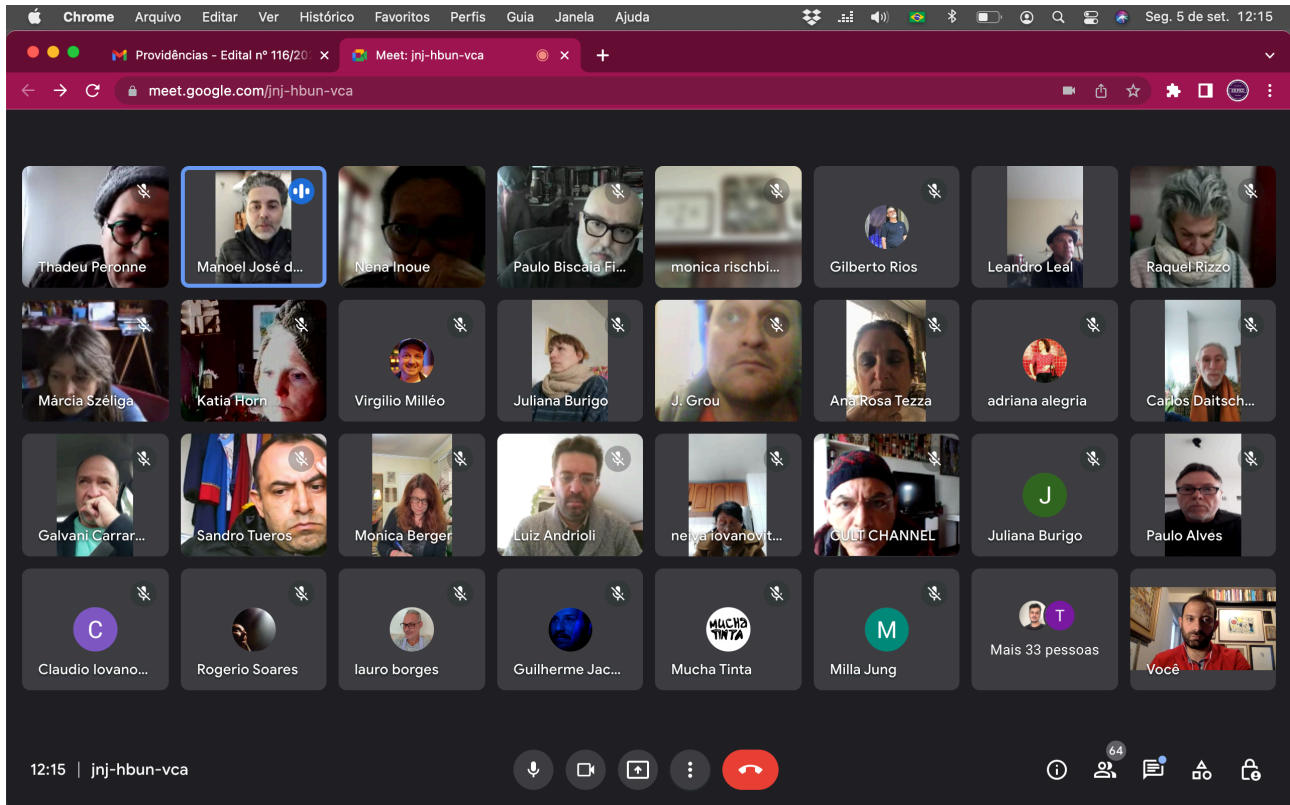 Chrome Arquivo Editar Ver Histórico Favoritos Perfis Guia Janela Ajuda Seg. 5 de set. 12:15
Providências - Edital nº 116/20 Meet: jnj-hbun-vca
meet.google.com/jnj-hbun-vca
Thadeu Peronne Manoel José d... Nena Inoue Paulo Biscaia Fi... monica rischbi... Gilberto Rios Leandro Leal Raquel Rizzo
Márcia Széliga Katia Horn Virgilio Milléo Juliana Burigo J. Grou Ana Rosa Tezza adriana alegria Carlos Daitsch...
J
Galvani Carrar... Sandro Tueros Monica Berger Luiz Andrioli neiva iovanovit... CULT CHANNEL Juliana Burigo Paulo Alves
C MUCHA TINTA M T
Claudio Iovano... Rogerio Soares lauro borges Guilherme Jac... Mucha Tinta Milla Jung Mais 33 pessoas Você
12:15 | jnj-hbun-vca 64